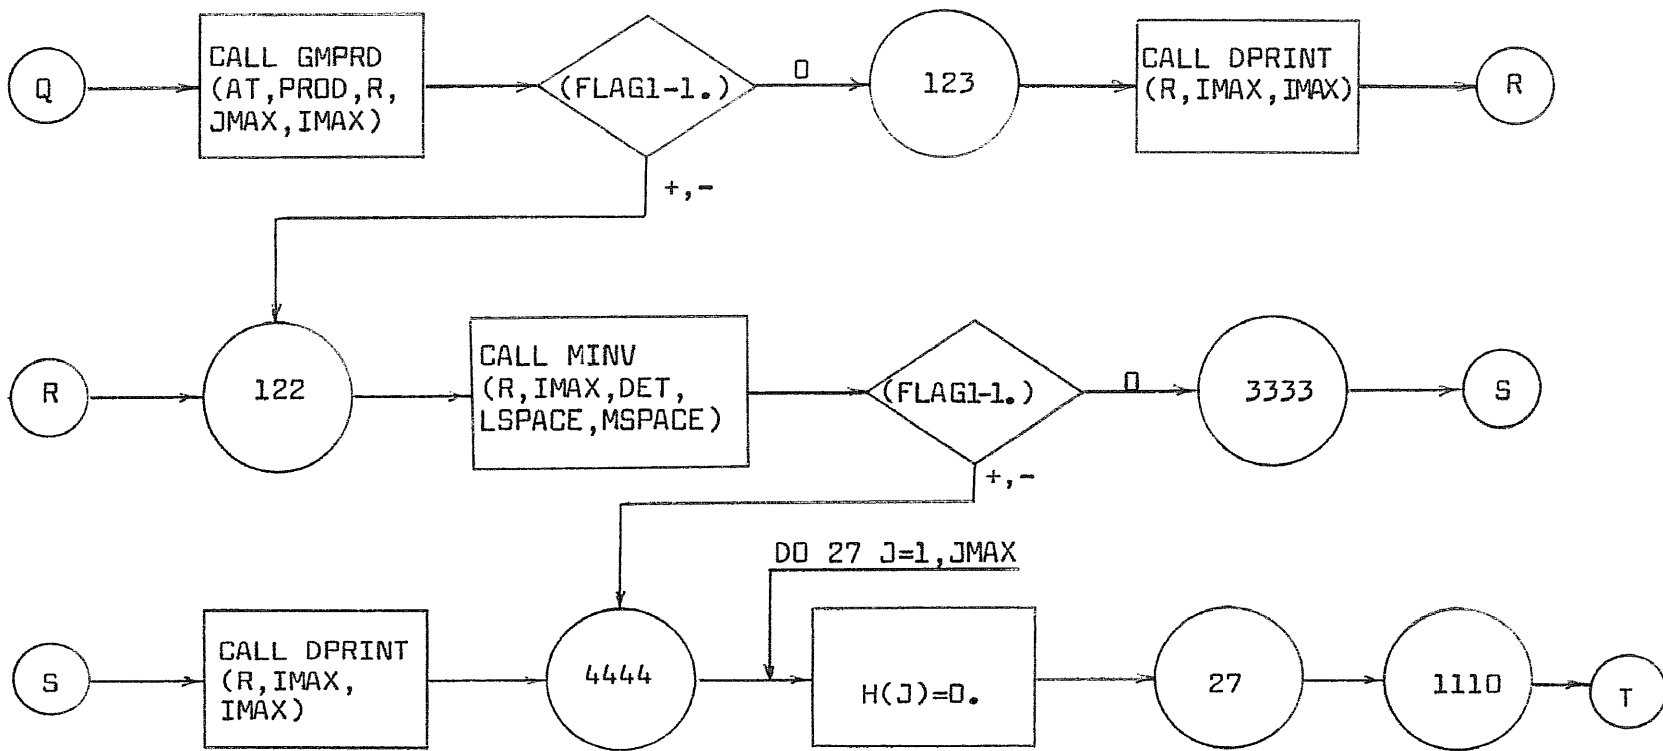 Q
CALL GMPRD
(AT,PROD,R,
JMAX,IMAX)
(FLAG1-1.)
0
123
CALL DPRINT
(R,IMAX,IMAX)
R
+,-
R
122
CALL MINV
(R,IMAX,DET,
LSPACE,MSPACE)
(FLAG1-1.)
0
3333
S
+,-
DO 27 J=1,JMAX
S
CALL DPRINT
(R,IMAX,
IMAX)
4444
H(J)=0.
27
1110
T